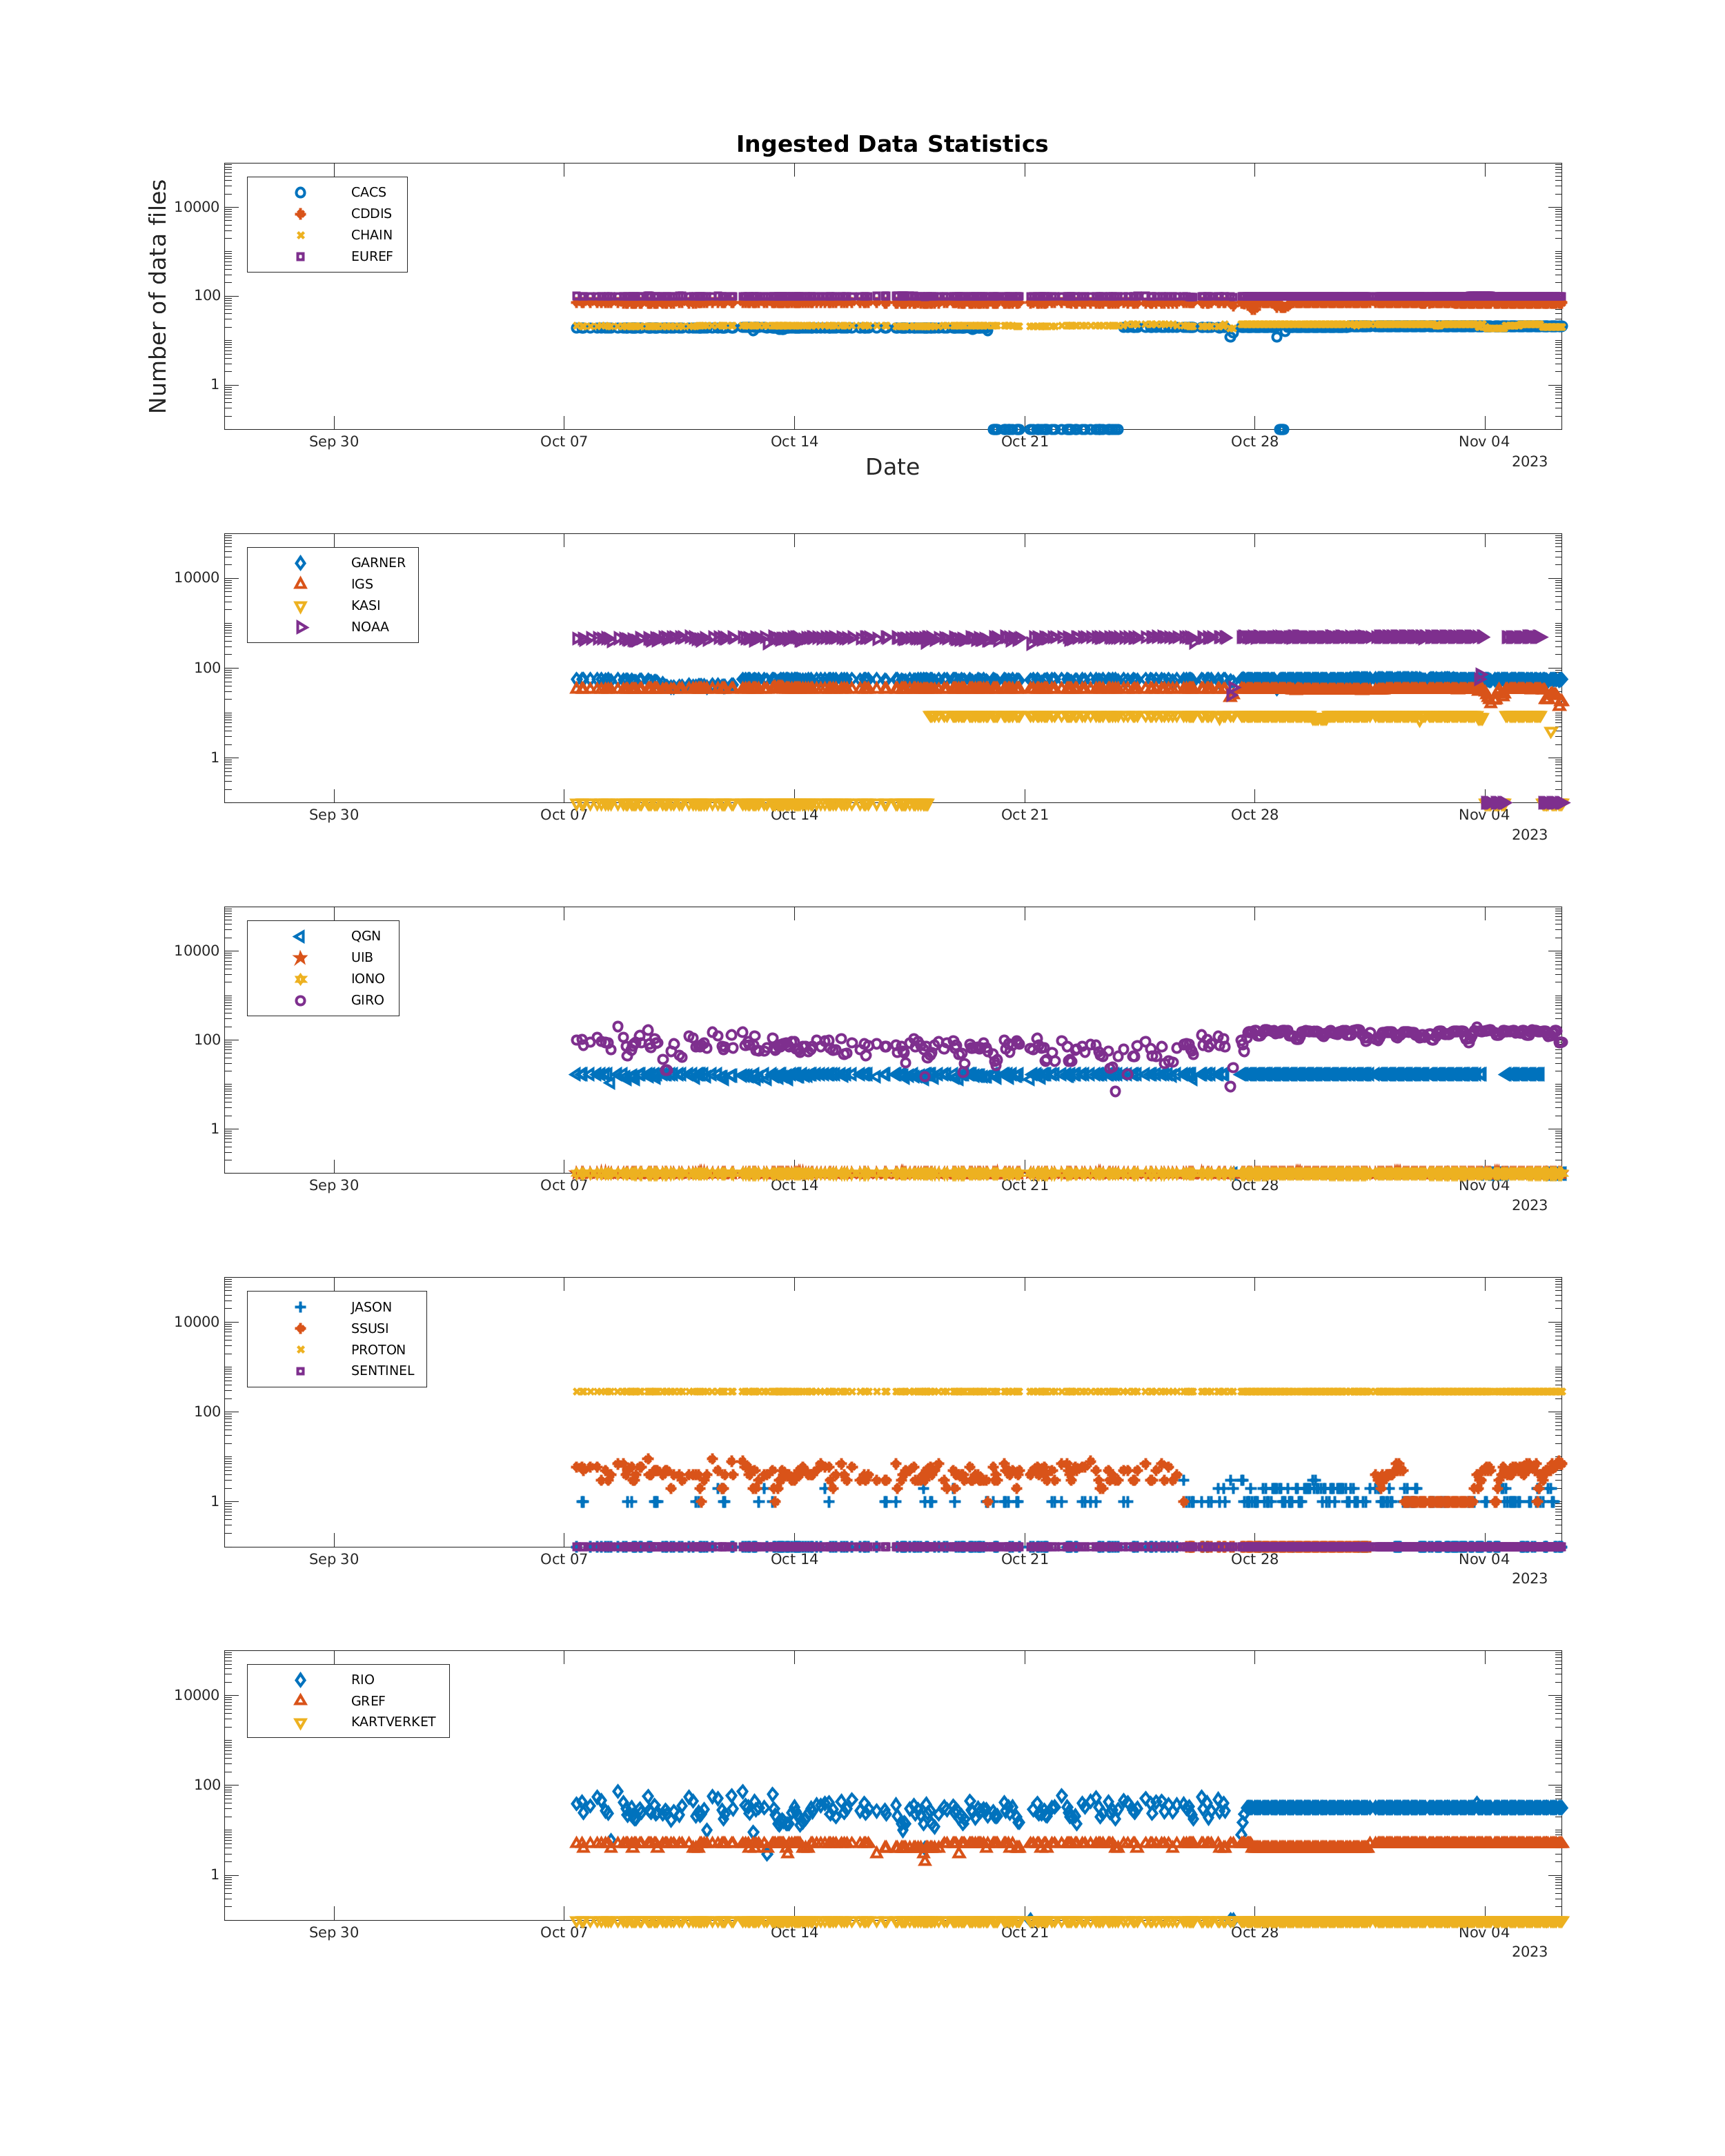 Ingested Data Statistics
Number of data files
CACS
CDDIS
CHAIN
EUREF
10000
100
1
Sep 30 Oct 07 Oct 14 Oct 21 Oct 28 Nov 04
2023
Date
GARNER
IGS
KASI
NOAA
10000
100
1
Sep 30 Oct 07 Oct 14 Oct 21 Oct 28 Nov 04
2023
QGN
UIB
IONO
GIRO
10000
100
1
Sep 30 Oct 07 Oct 14 Oct 21 Oct 28 Nov 04
2023
JASON
SSUSI
PROTON
SENTINEL
10000
100
1
Sep 30 Oct 07 Oct 14 Oct 21 Oct 28 Nov 04
2023
RIO
GREF
KARTVERKET
10000
100
1
Sep 30 Oct 07 Oct 14 Oct 21 Oct 28 Nov 04
2023